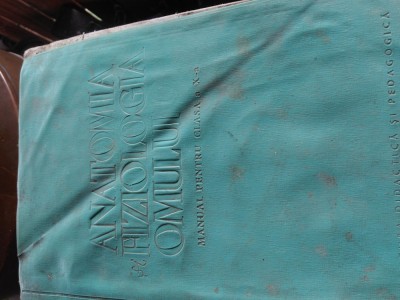 ANATOMIA
ȘI FIZIOLOGIA
OMULUI
MANUAL PENTRU CLASA a X-a
DIDACTICĂ ȘI PEDAGOGICĂ